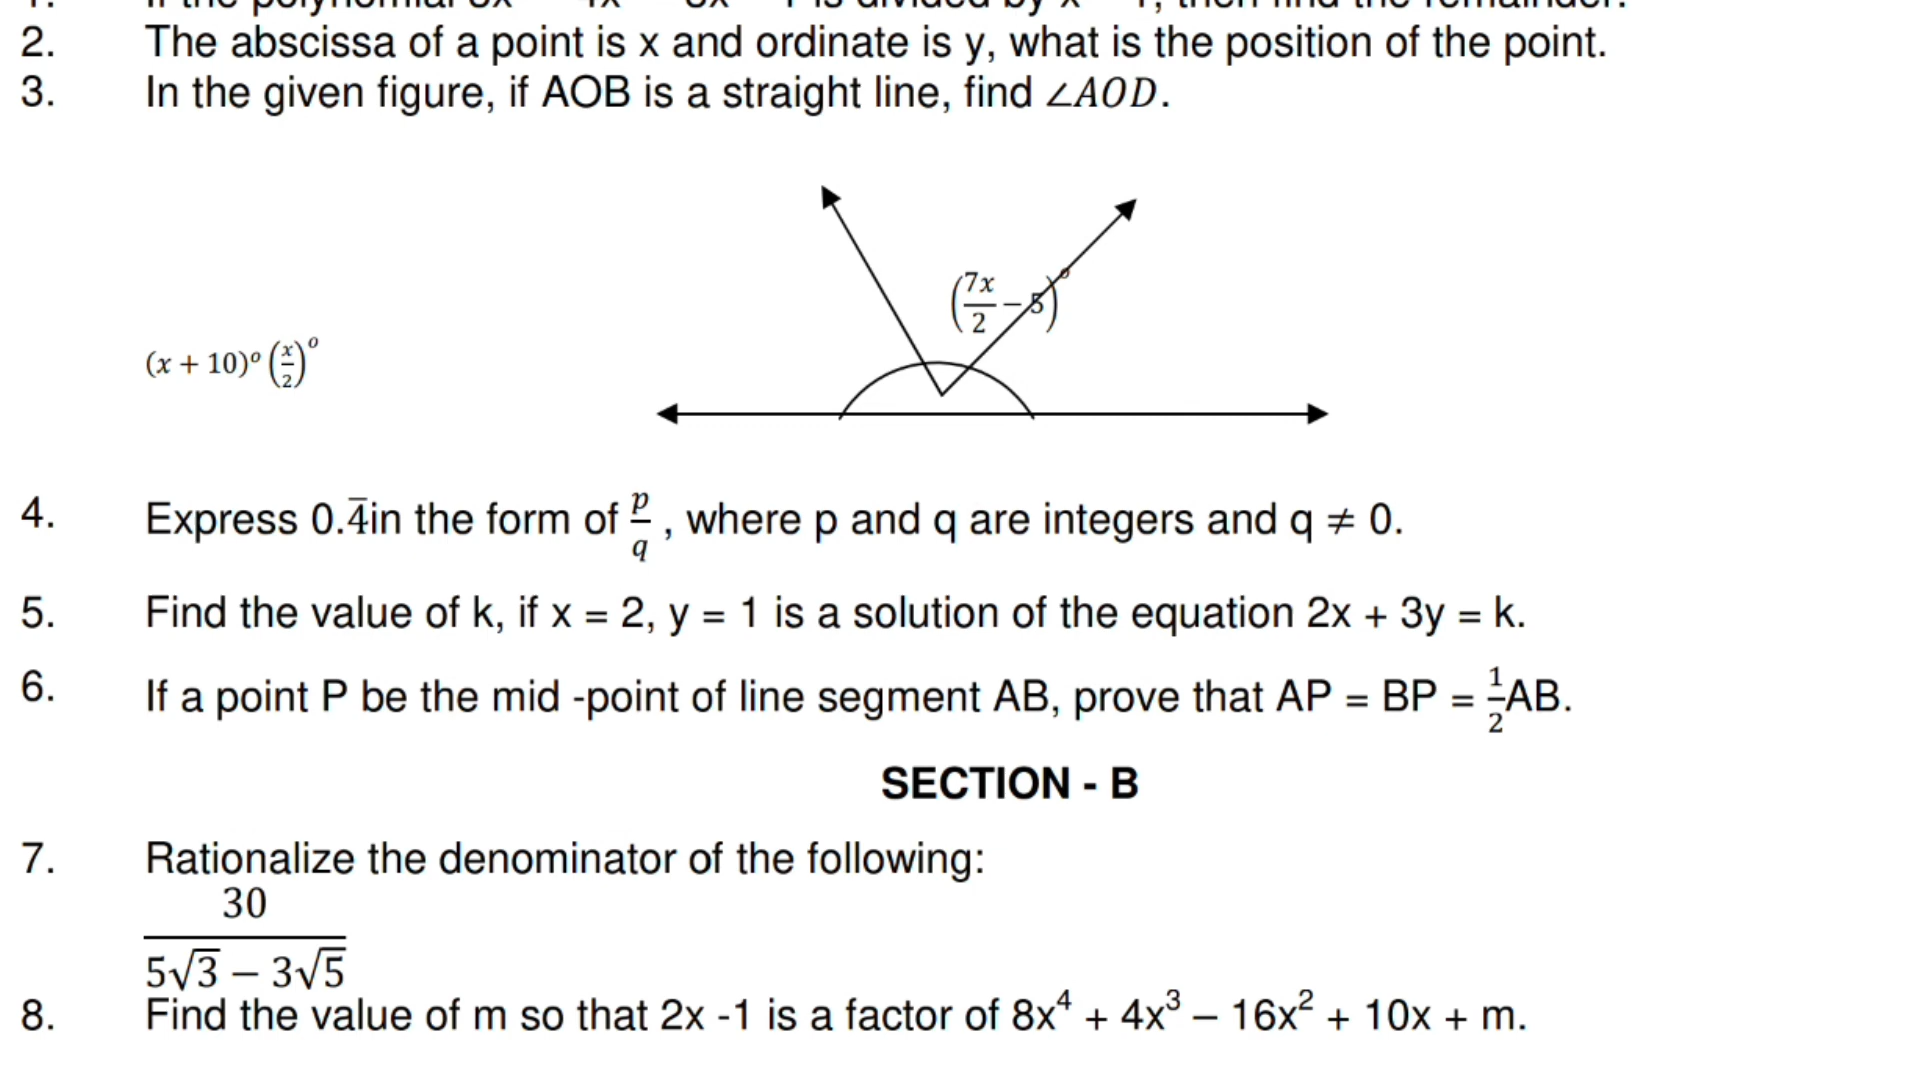 2. The abscissa of a point is x and ordinate is y, what is the position of the point.
3. In the given figure, if AOB is a straight line, find ∠AOD.
(7x/2 − 5)°
(x + 10)° (x/2)°
4. Express 0.4̅in the form of p/q , where p and q are integers and q ≠ 0.
5. Find the value of k, if x = 2, y = 1 is a solution of the equation 2x + 3y = k.
6. If a point P be the mid -point of line segment AB, prove that AP = BP = 1/2AB.
SECTION - B
7. Rationalize the denominator of the following:
30/(5√3 − 3√5)
8. Find the value of m so that 2x -1 is a factor of 8x⁴ + 4x³ – 16x² + 10x + m.